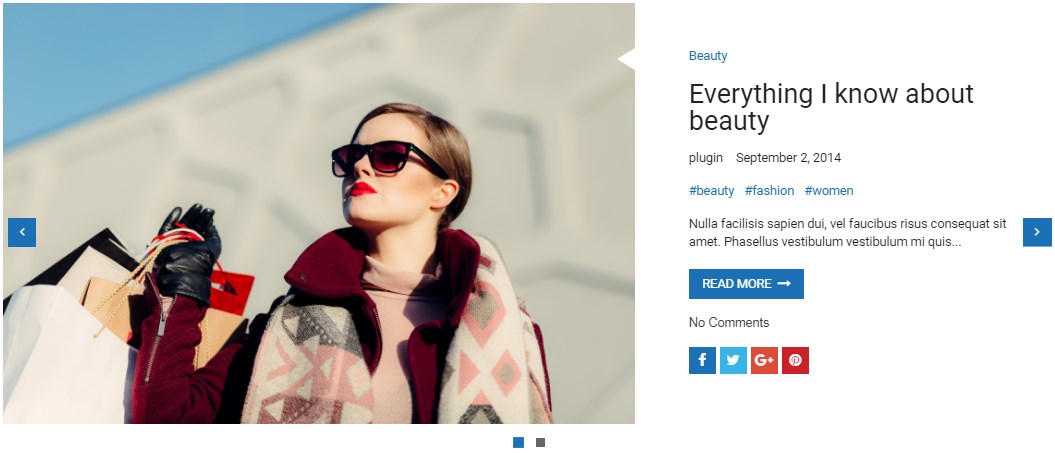 Beauty
Everything I know about
beauty
plugin September 2, 2014
#beauty #fashion #women
Nulla facilisis sapien dui, vel faucibus risus consequat sit
amet. Phasellus vestibulum vestibulum mi quis...
READ MORE
No Comments
f
G+